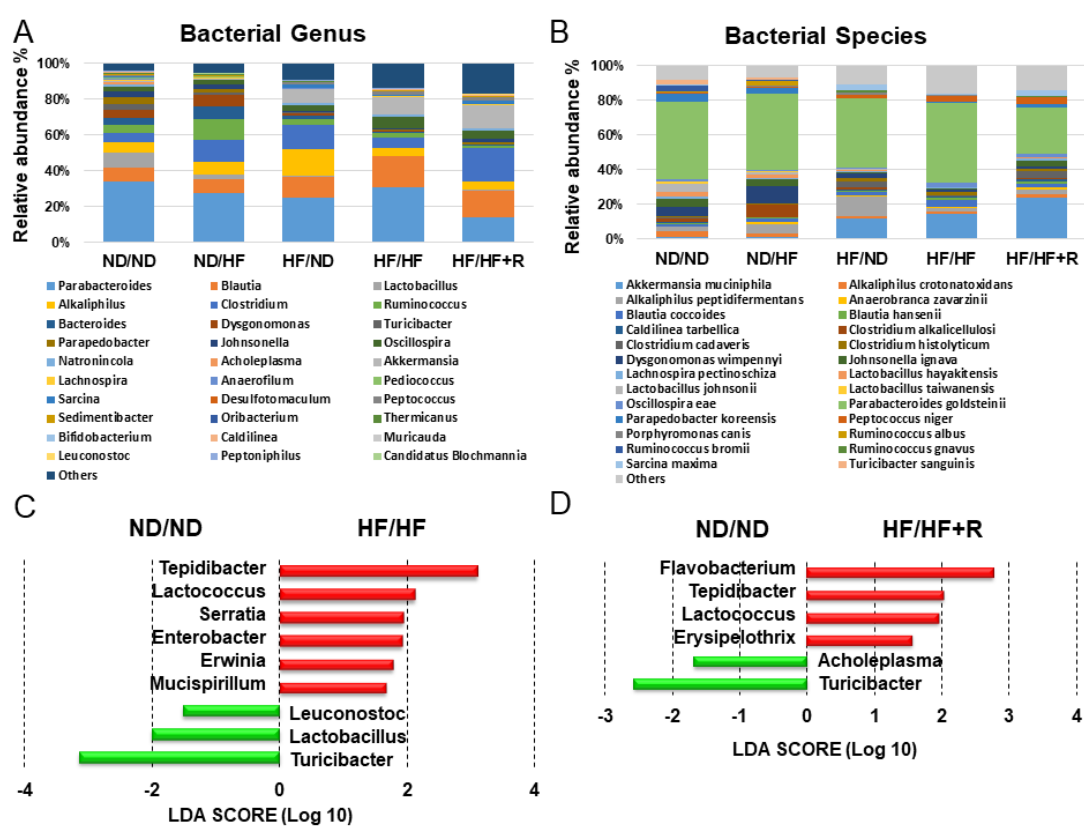 A
Bacterial Genus
Relative abundance %
100%
80%
60%
40%
20%
0%
ND/ND ND/HF HF/ND HF/HF HF/HF+R
Parabacteroides Blautia Lactobacillus
Alkaliphilus Clostridium Ruminococcus
Bacteroides Dysgonomonas Turicibacter
Parapedobacter Johnsonella Oscillospira
Natronincola Acholeplasma Akkermansia
Lachnospira Anaerofilum Pediococcus
Sarcina Desulfotomaculum Peptococcus
Sedimentibacter Oribacterium Thermicanus
Bifidobacterium Caldilinea Muricauda
Leuconostoc Peptoniphilus Candidatus Blochmannia
Others
B
Bacterial Species
Relative abundance %
100%
80%
60%
40%
20%
0%
ND/ND ND/HF HF/ND HF/HF HF/HF+R
Akkermansia muciniphila Alkaliphilus crotonatoxidans
Alkaliphilus peptidifermentans Anaerobranca zavarzinii
Blautia coccoides Blautia hansenii
Caldilinea tarbellica Clostridium alkalicellulosi
Clostridium cadaveris Clostridium histolyticum
Dysgonomonas wimpennyi Johnsonella ignava
Lachnospira pectinoschiza Lactobacillus hayakitensis
Lactobacillus johnsonii Lactobacillus taiwanensis
Oscillospira eae Parabacteroides goldsteinii
Parapedobacter koreensis Peptococcus niger
Porphyromonas canis Ruminococcus albus
Ruminococcus bromii Ruminococcus gnavus
Sarcina maxima Turicibacter sanguinis
Others
C
ND/ND HF/HF
Tepidibacter
Lactococcus
Serratia
Enterobacter
Erwinia
Mucispirillum
Leuconostoc
Lactobacillus
Turicibacter
-4 -2 0 2 4
LDA SCORE (Log 10)
D
ND/ND HF/HF+R
Flavobacterium
Tepidibacter
Lactococcus
Erysipelothrix
Acholeplasma
Turicibacter
-3 -2 -1 0 1 2 3 4
LDA SCORE (Log 10)